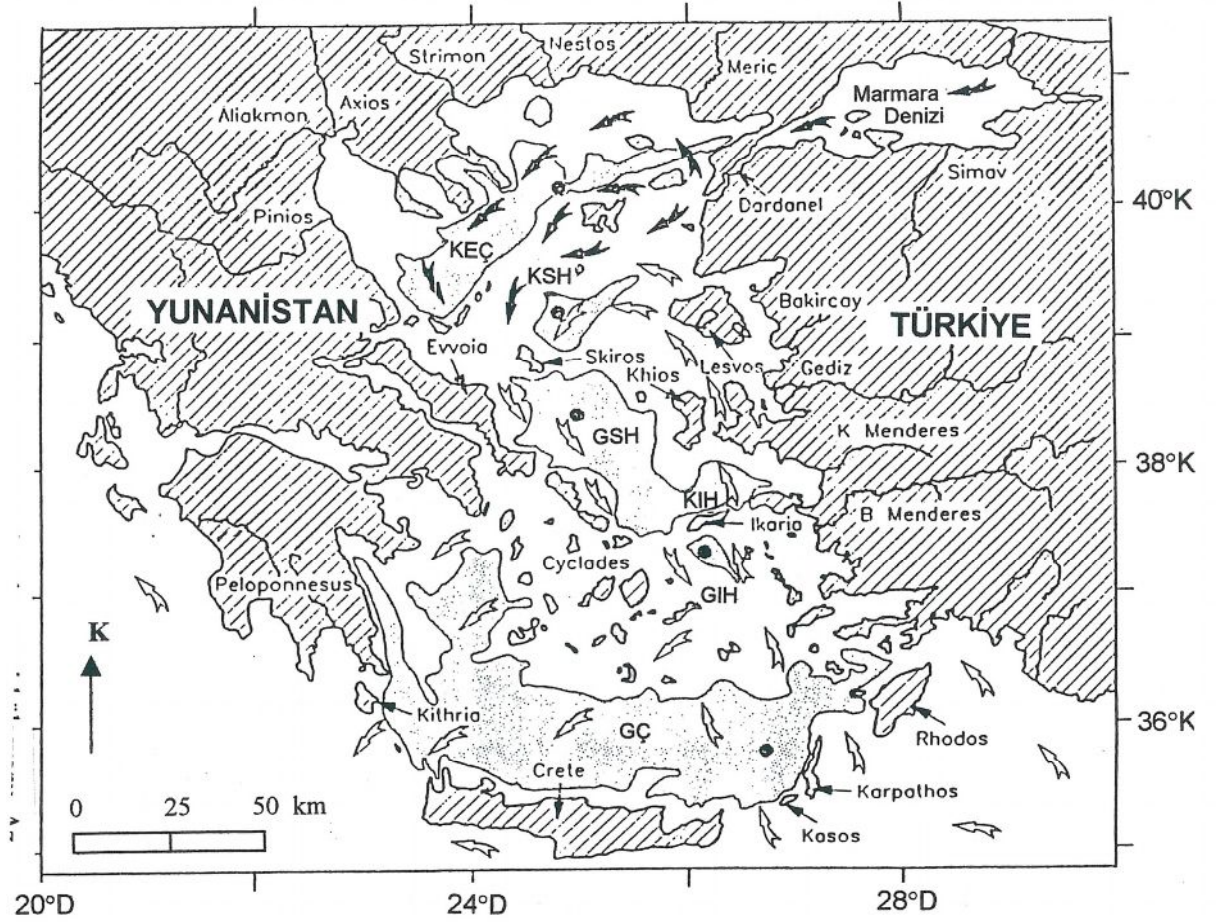 Nestos
Strimon
Meric
Marmara
Denizi
Axios
Aliakmon
Simav
Dardanel
40°K
Pinios
KEÇ
KSH
YUNANİSTAN
Bakircay
TÜRKİYE
Evvoia
Skiros
Lesvos
Gediz
Khios
GSH
K Menderes
38°K
KIH
Ikaria
B Menderes
Cyclades
Peloponnesus
GIH
K
Kithria
36°K
GÇ
Rhodos
Crete
Karpathos
0 25 50 km
Kasos
20°D
24°D
28°D